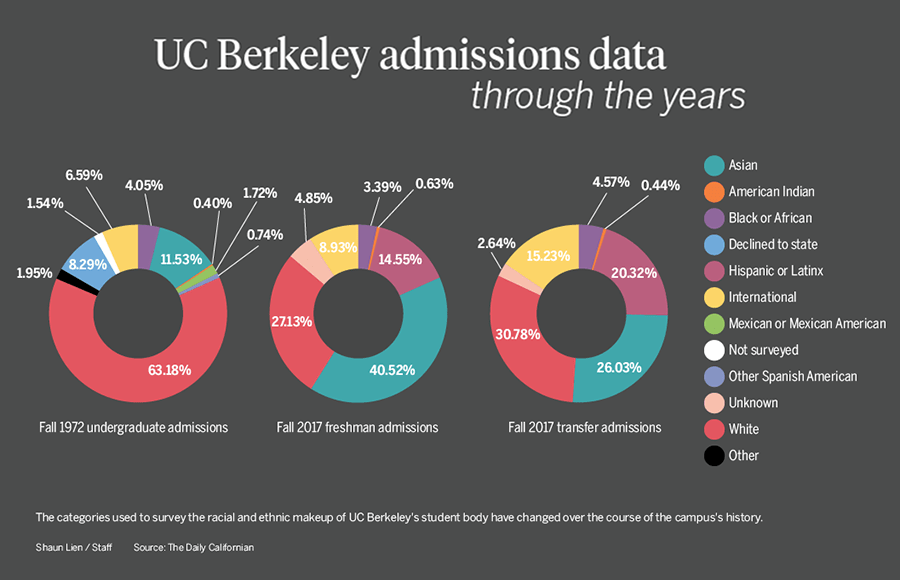 UC Berkeley admissions data
through the years
6.59%
4.05%
1.54%
0.40%
1.72%
0.74%
11.53%
8.29%
1.95%
63.18%
Fall 1972 undergraduate admissions
4.85%
3.39%
0.63%
8.93%
14.55%
27.13%
40.52%
Fall 2017 freshman admissions
4.57%
0.44%
2.64%
15.23%
20.32%
30.78%
26.03%
Fall 2017 transfer admissions
Asian
American Indian
Black or African
Declined to state
Hispanic or Latinx
International
Mexican or Mexican American
Not surveyed
Other Spanish American
Unknown
White
Other
The categories used to survey the racial and ethnic makeup of UC Berkeley's student body have changed over the course of the campus's history.
Shaun Lien / Staff Source: The Daily Californian